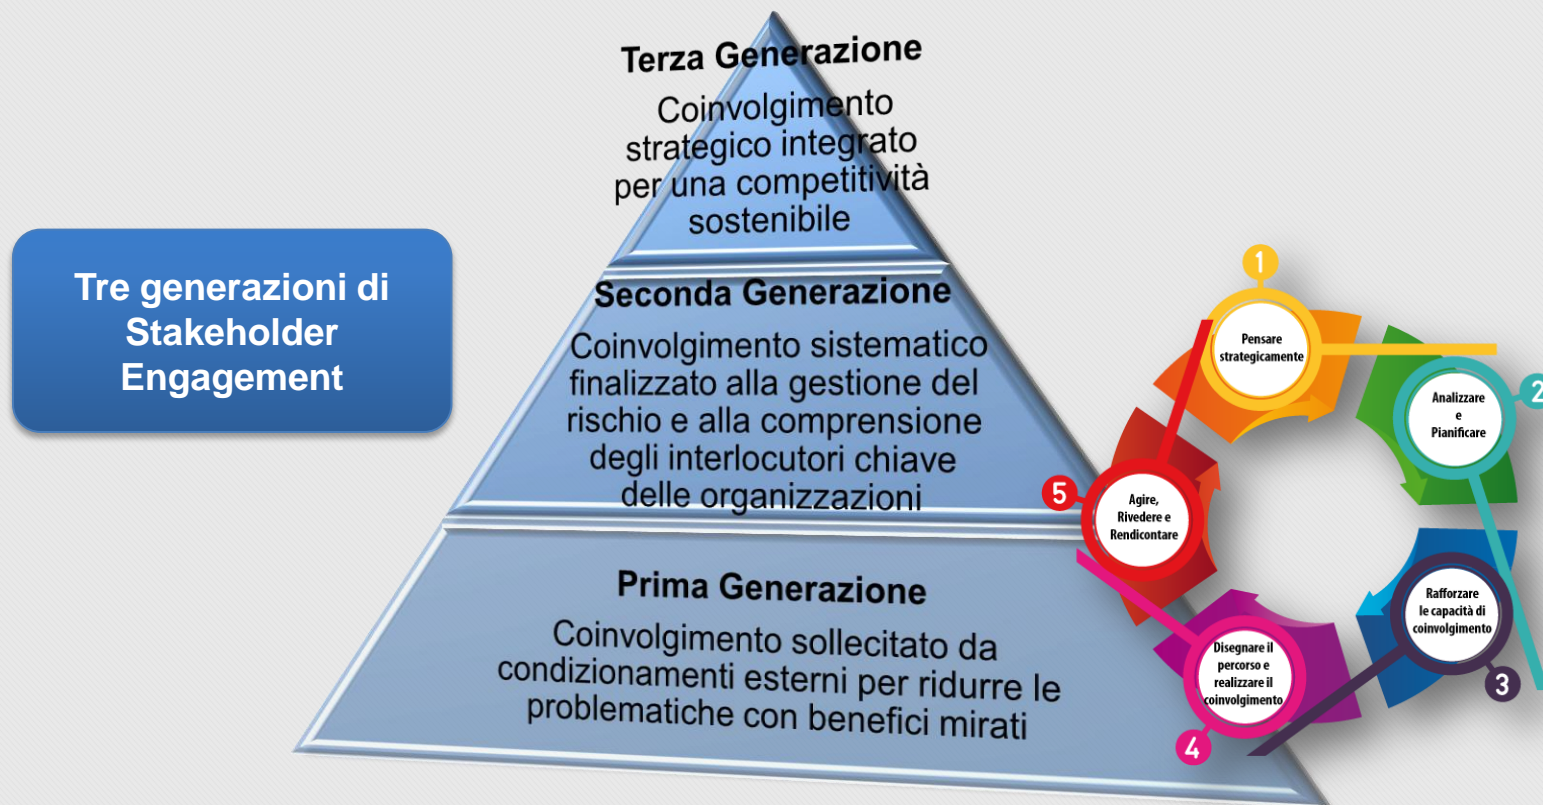 Tre generazioni di
Stakeholder
Engagement
Terza Generazione
Coinvolgimento
strategico integrato
per una competitività
sostenibile
Seconda Generazione
Coinvolgimento sistematico
finalizzato alla gestione del
rischio e alla comprensione
degli interlocutori chiave
delle organizzazioni
Prima Generazione
Coinvolgimento sollecitato da
condizionamenti esterni per ridurre le
problematiche con benefici mirati
1
Pensare
strategicamente
2
Analizzare
e
Pianificare
3
Rafforzare
le capacità di
coinvolgimento
4
Disegnare il
percorso e
realizzare il
coinvolgimento
5
Agire,
Rivedere e
Rendicontare